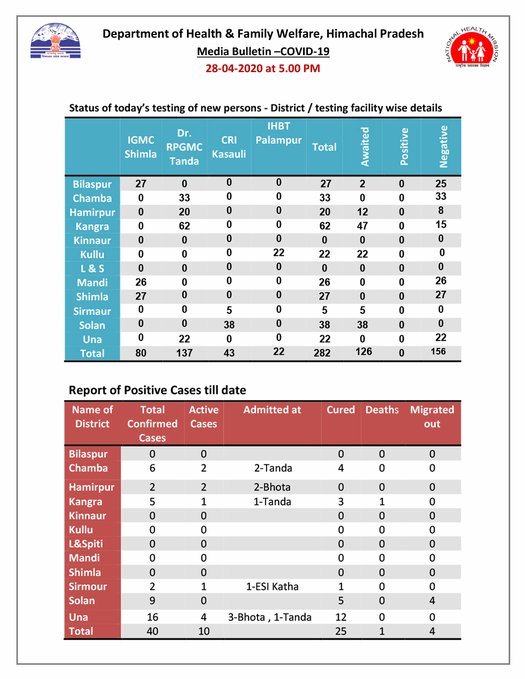 Department of Health & Family Welfare, Himachal Pradesh
Media Bulletin –COVID-19
28-04-2020 at 5.00 PM
NATIONAL HEALTH MISSION
Status of today's testing of new persons - District / testing facility wise details
IGMC Shimla Dr. RPGMC Tanda CRI Kasauli IHBT Palampur Total Awaited Positive Negative
Bilaspur 27 0 0 0 27 2 0 25
Chamba 0 33 0 0 33 0 0 33
Hamirpur 0 20 0 0 20 12 0 8
Kangra 0 62 0 0 62 47 0 15
Kinnaur 0 0 0 0 0 0 0 0
Kullu 0 0 0 22 22 22 0 0
L & S 0 0 0 0 0 0 0 0
Mandi 26 0 0 0 26 0 0 26
Shimla 27 0 0 0 27 0 0 27
Sirmaur 0 0 5 0 5 5 0 0
Solan 0 0 38 0 38 38 0 0
Una 0 22 0 0 22 0 0 22
Total 80 137 43 22 282 126 0 156
Report of Positive Cases till date
Name of District Total Confirmed Cases Active Cases Admitted at Cured Deaths Migrated out
Bilaspur 0 0 0 0 0
Chamba 6 2 2-Tanda 4 0 0
Hamirpur 2 2 2-Bhota 0 0 0
Kangra 5 1 1-Tanda 3 1 0
Kinnaur 0 0 0 0 0
Kullu 0 0 0 0 0
L&Spiti 0 0 0 0 0
Mandi 0 0 0 0 0
Shimla 0 0 0 0 0
Sirmour 2 1 1-ESI Katha 1 0 0
Solan 9 0 5 0 4
Una 16 4 3-Bhota , 1-Tanda 12 0 0
Total 40 10 25 1 4